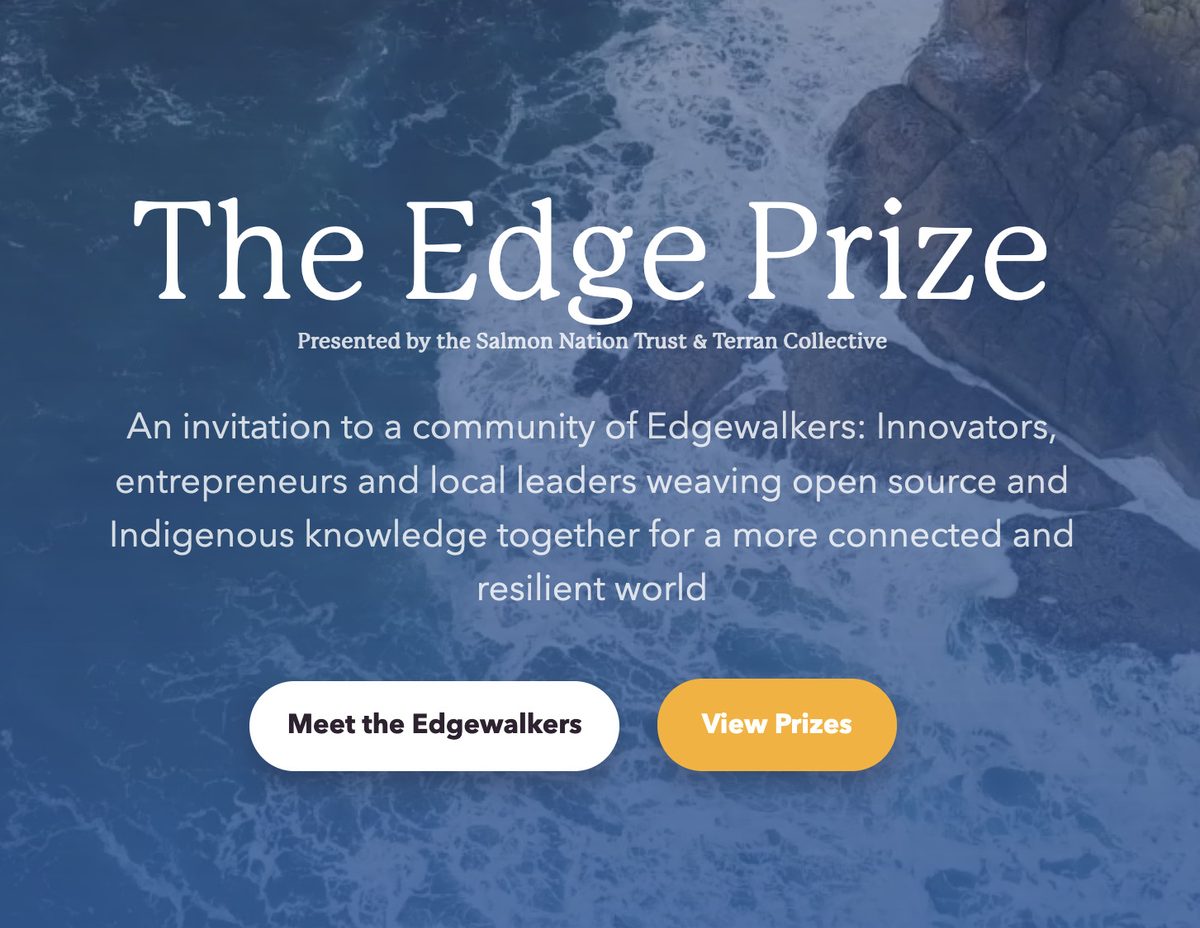 The Edge Prize
Presented by the Salmon Nation Trust & Terran Collective
An invitation to a community of Edgewalkers: Innovators,
entrepreneurs and local leaders weaving open source and
Indigenous knowledge together for a more connected and
resilient world
Meet the Edgewalkers
View Prizes